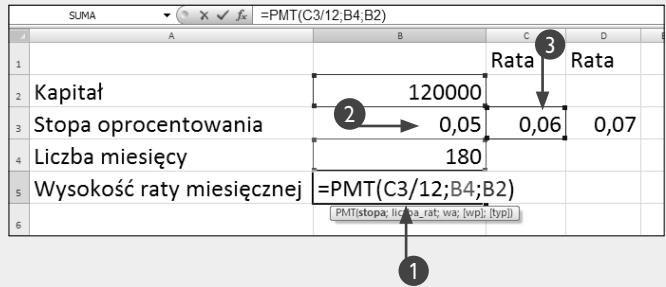 SUMA fx =PMT(C3/12;B4;B2)
A B C D E
1 Rata Rata
2 Kapitał 120000
3 Stopa oprocentowania 0,05 0,06 0,07
4 Liczba miesięcy 180
5 Wysokość raty miesięcznej =PMT(C3/12;B4;B2)
6 PMT(stopa; liczba_rat; wa; [wp]; [typ])
3
2
1